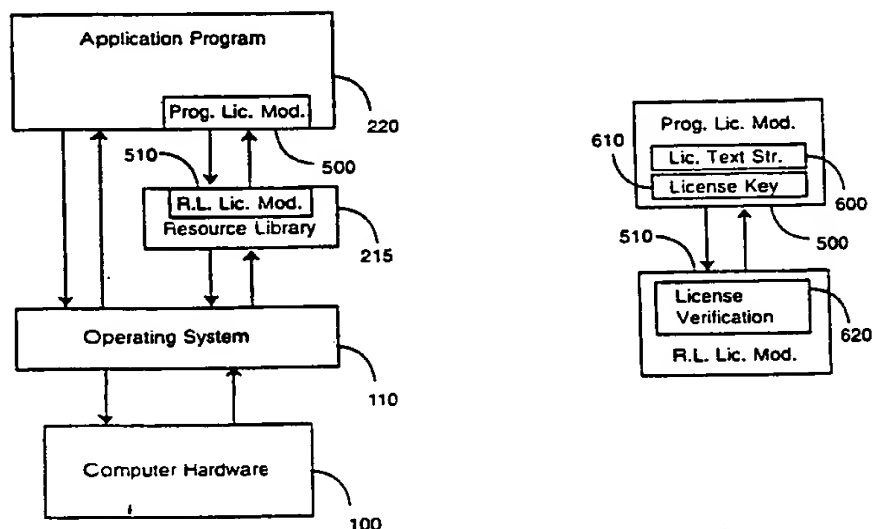 Application Program
Prog. Lic. Mod.
220
510
500
R.L. Lic. Mod.
Resource Library
215
Operating System
110
Computer Hardware
100
Prog. Lic. Mod.
610
Lic. Text Str.
License Key
600
510
500
License
Verification
620
R.L. Lic. Mod.